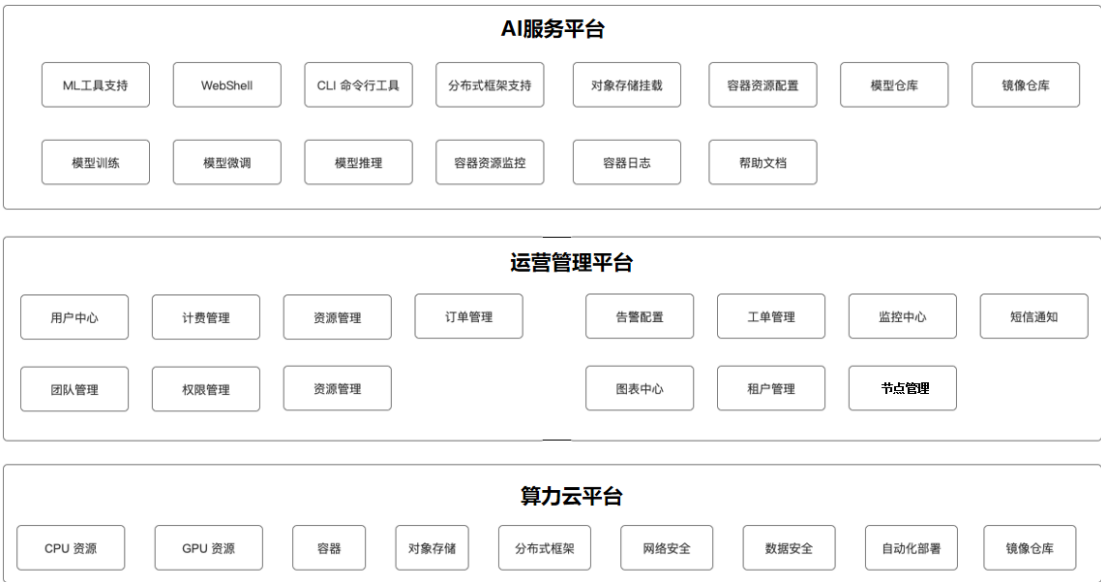 AI服务平台
ML工具支持 WebShell CLI 命令行工具 分布式框架支持 对象存储挂载 容器资源配置 模型仓库 镜像仓库
模型训练 模型微调 模型推理 容器资源监控 容器日志 帮助文档
运营管理平台
用户中心 计费管理 资源管理 订单管理 告警配置 工单管理 监控中心 短信通知
团队管理 权限管理 资源管理 图表中心 租户管理 节点管理
算力云平台
CPU 资源 GPU 资源 容器 对象存储 分布式框架 网络安全 数据安全 自动化部署 镜像仓库